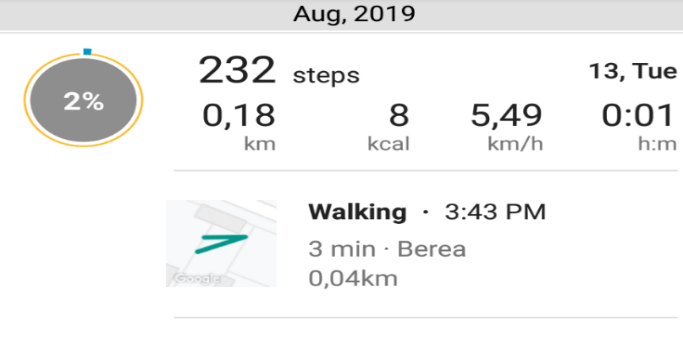 Aug, 2019
2%
232 steps
13, Tue
0,18 8 5,49 0:01
km kcal km/h h:m
Walking · 3:43 PM
3 min · Berea
0,04km
Google